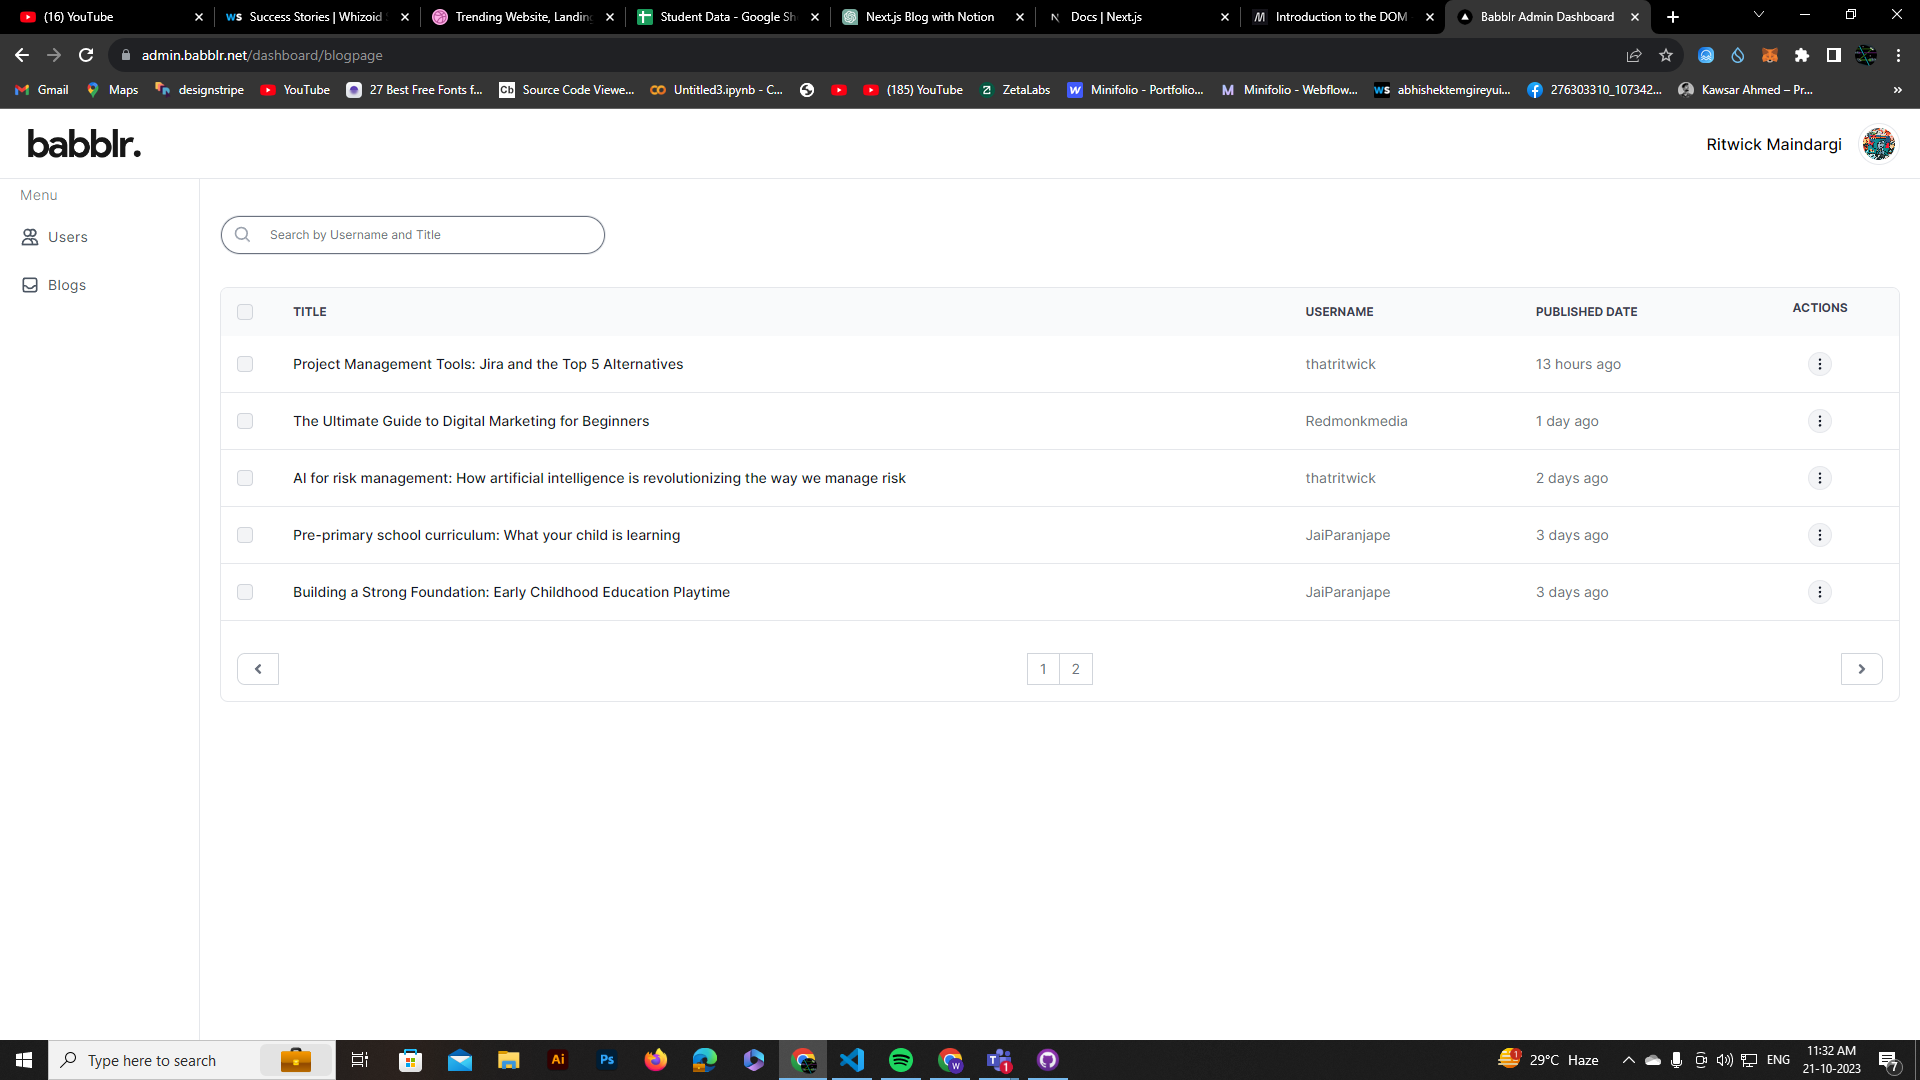 (16) YouTube
Success Stories | Whizoid
Trending Website, Landin
Student Data - Google Sh
Next.js Blog with Notion
Docs | Next.js
Introduction to the DOM
Babblr Admin Dashboard
admin.babblr.net/dashboard/blogpage
Gmail
Maps
designstripe
YouTube
27 Best Free Fonts f...
Cb Source Code Viewe...
Untitled3.ipynb - C...
(185) YouTube
ZetaLabs
Minifolio - Portfolio...
Minifolio - Webflow...
abhishektemgireyui...
276303310_107342...
Kawsar Ahmed – Pr...
babblr.
Ritwick Maindargi
Menu
Users
Blogs
Search by Username and Title
TITLE USERNAME PUBLISHED DATE ACTIONS
Project Management Tools: Jira and the Top 5 Alternatives thatritwick 13 hours ago
The Ultimate Guide to Digital Marketing for Beginners Redmonkmedia 1 day ago
AI for risk management: How artificial intelligence is revolutionizing the way we manage risk thatritwick 2 days ago
Pre-primary school curriculum: What your child is learning JaiParanjape 3 days ago
Building a Strong Foundation: Early Childhood Education Playtime JaiParanjape 3 days ago
1 2
Type here to search
Ai
Ps
29°C Haze
ENG
11:32 AM
21-10-2023
7